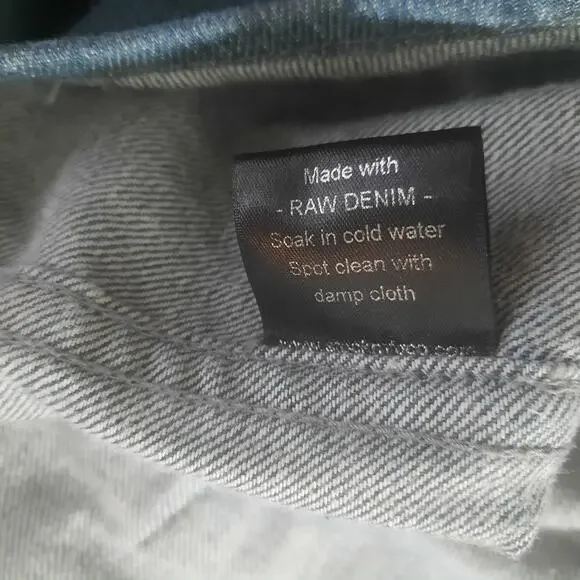 Made with
- RAW DENIM -
Soak in cold water
Spot clean with
damp cloth